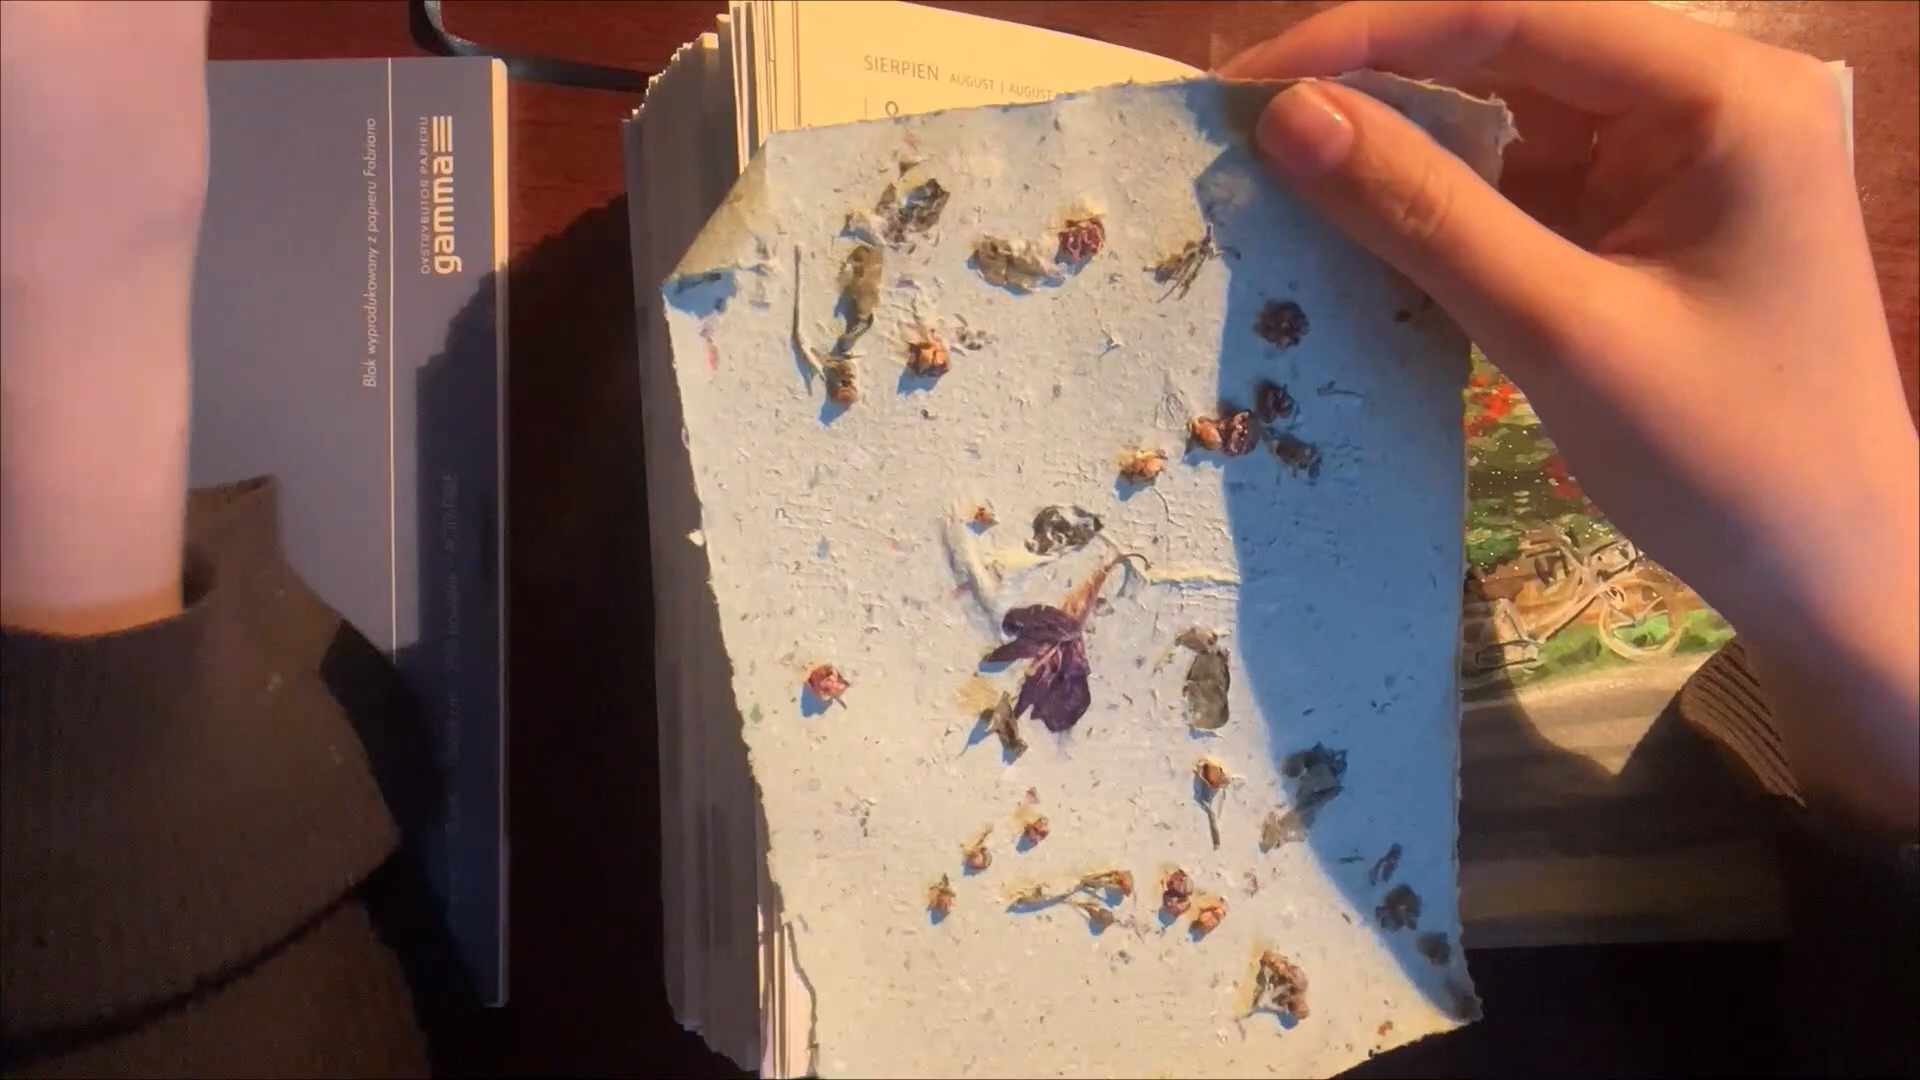 Blok wyprodukowany z papieru Fabriano
DYSTRYBUTOR PAPIERU
gamma
SIERPIEŃ AUGUST | AUGUST